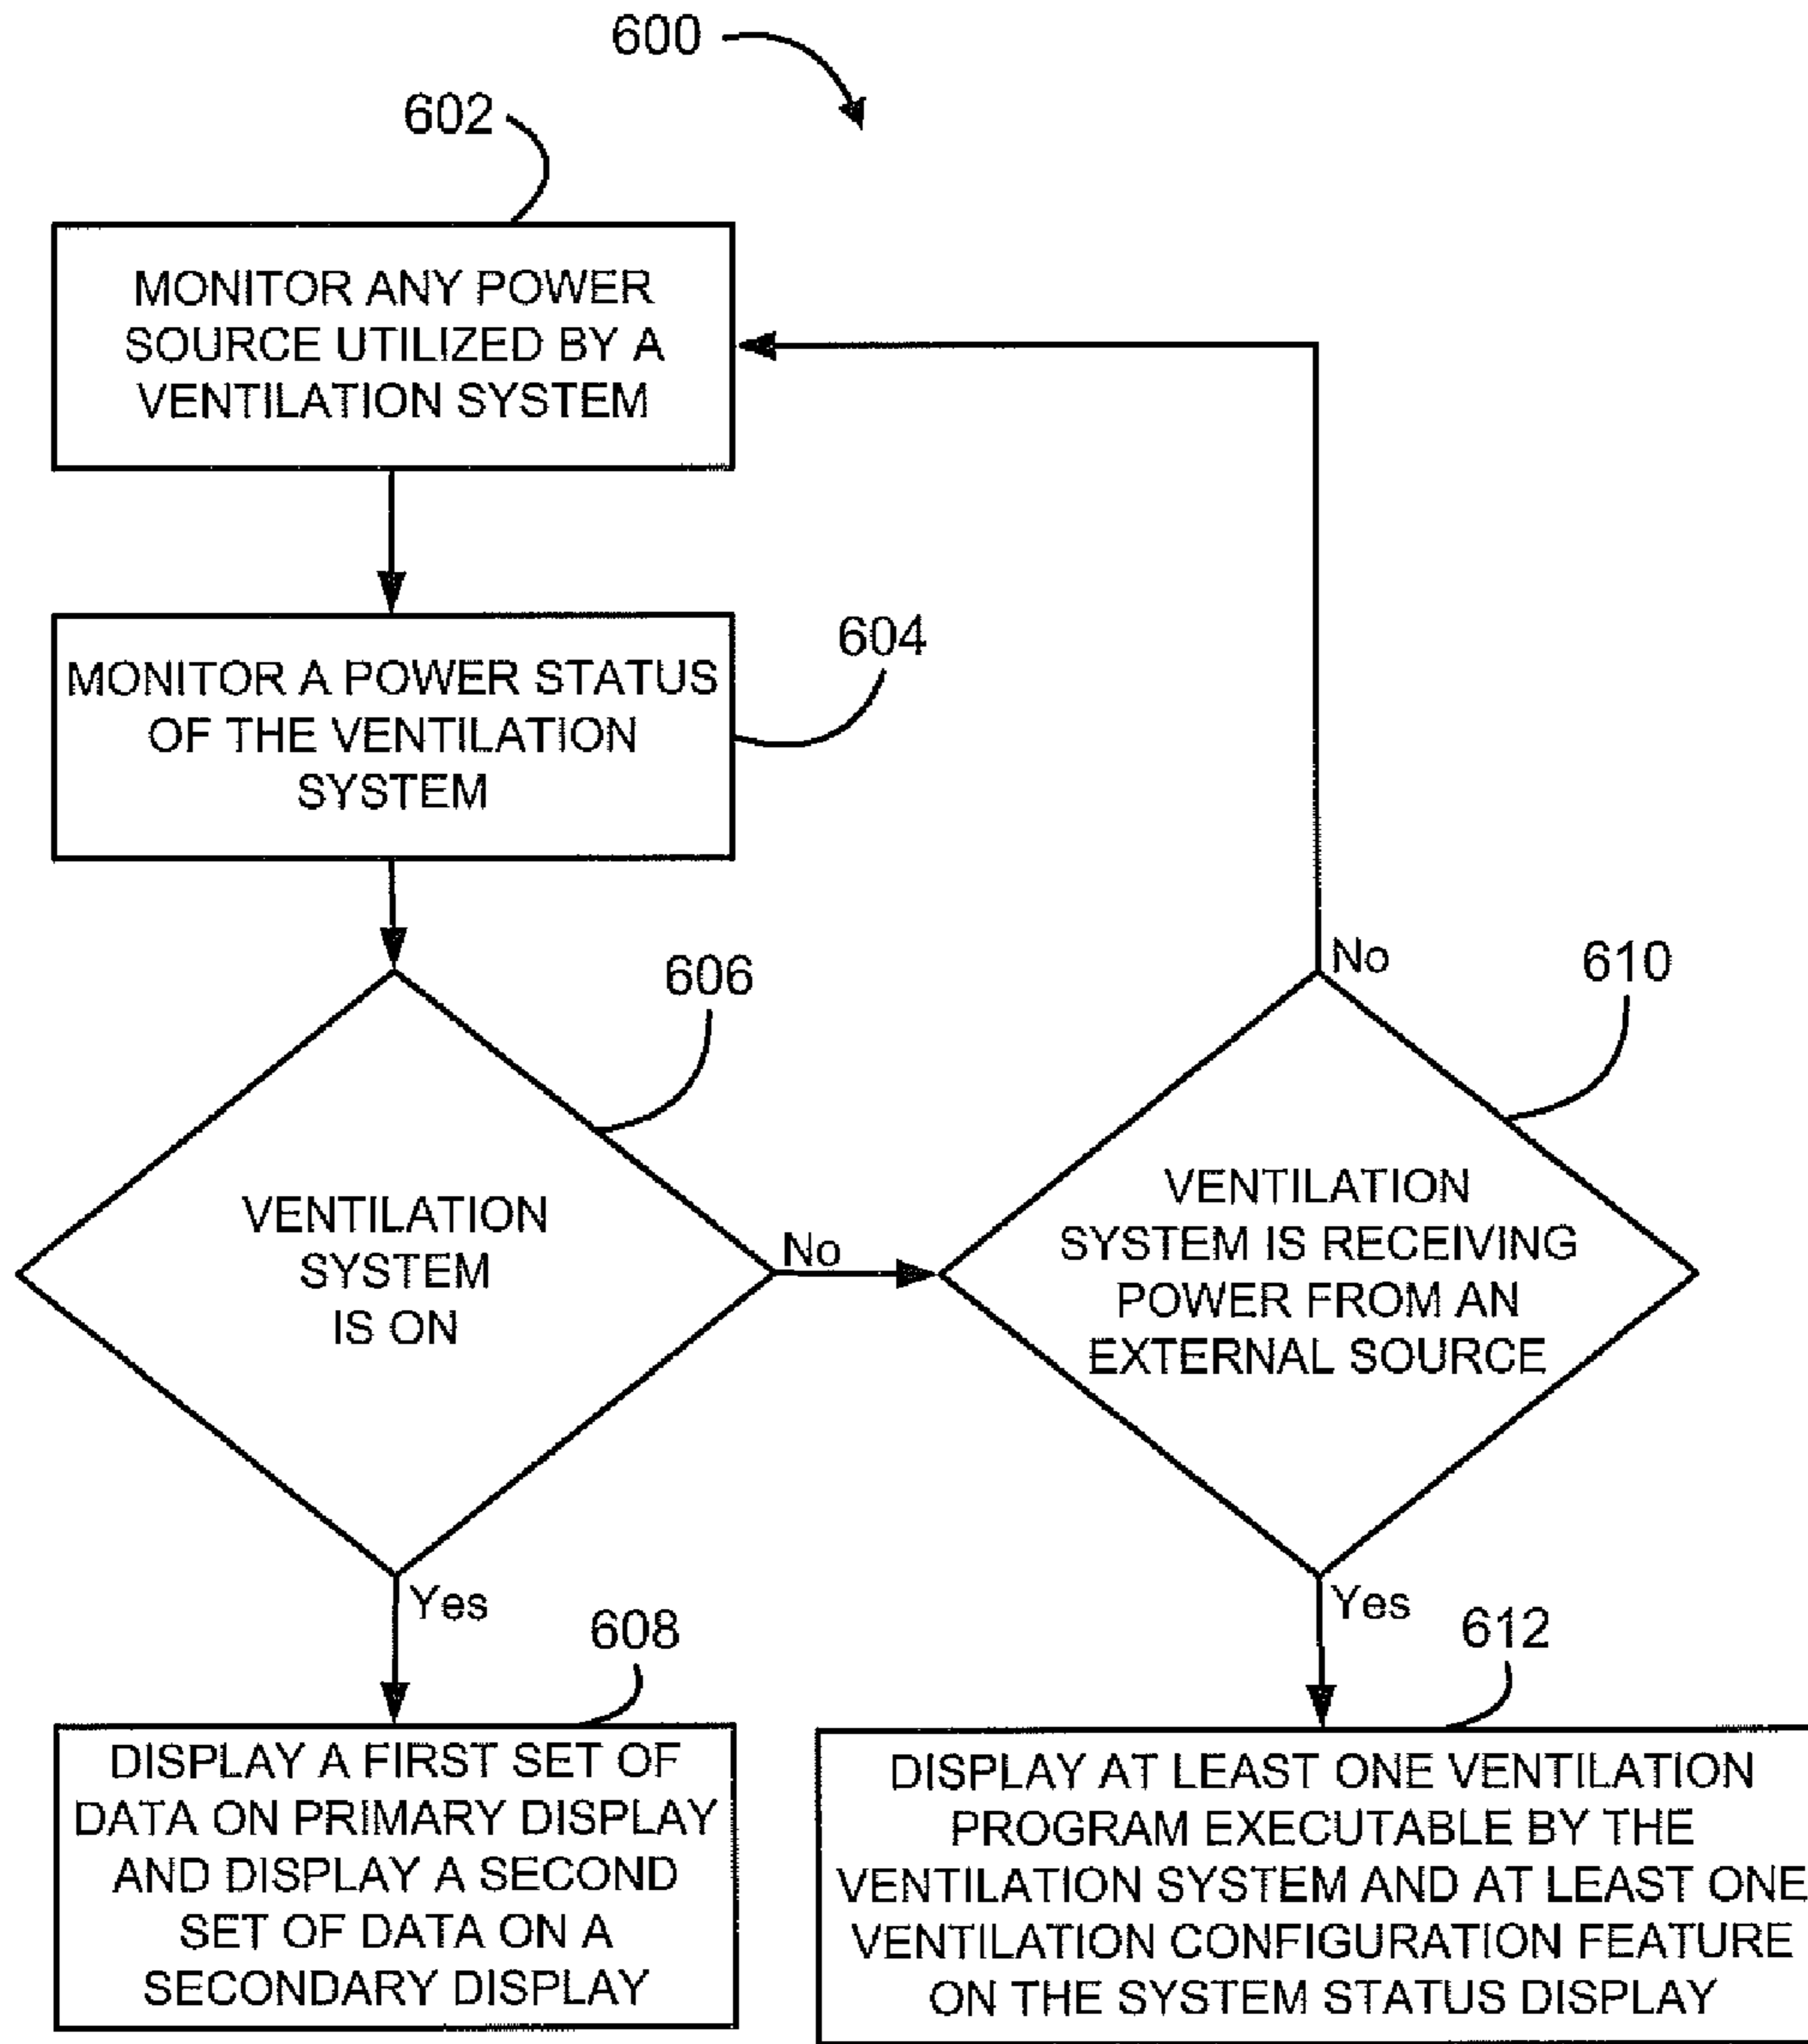 600
602
MONITOR ANY POWER
SOURCE UTILIZED BY A
VENTILATION SYSTEM
604
MONITOR A POWER STATUS
OF THE VENTILATION
SYSTEM
606
VENTILATION
SYSTEM
IS ON
No
Yes
610
No
VENTILATION
SYSTEM IS RECEIVING
POWER FROM AN
EXTERNAL SOURCE
Yes
608
DISPLAY A FIRST SET OF
DATA ON PRIMARY DISPLAY
AND DISPLAY A SECOND
SET OF DATA ON A
SECONDARY DISPLAY
612
DISPLAY AT LEAST ONE VENTILATION
PROGRAM EXECUTABLE BY THE
VENTILATION SYSTEM AND AT LEAST ONE
VENTILATION CONFIGURATION FEATURE
ON THE SYSTEM STATUS DISPLAY